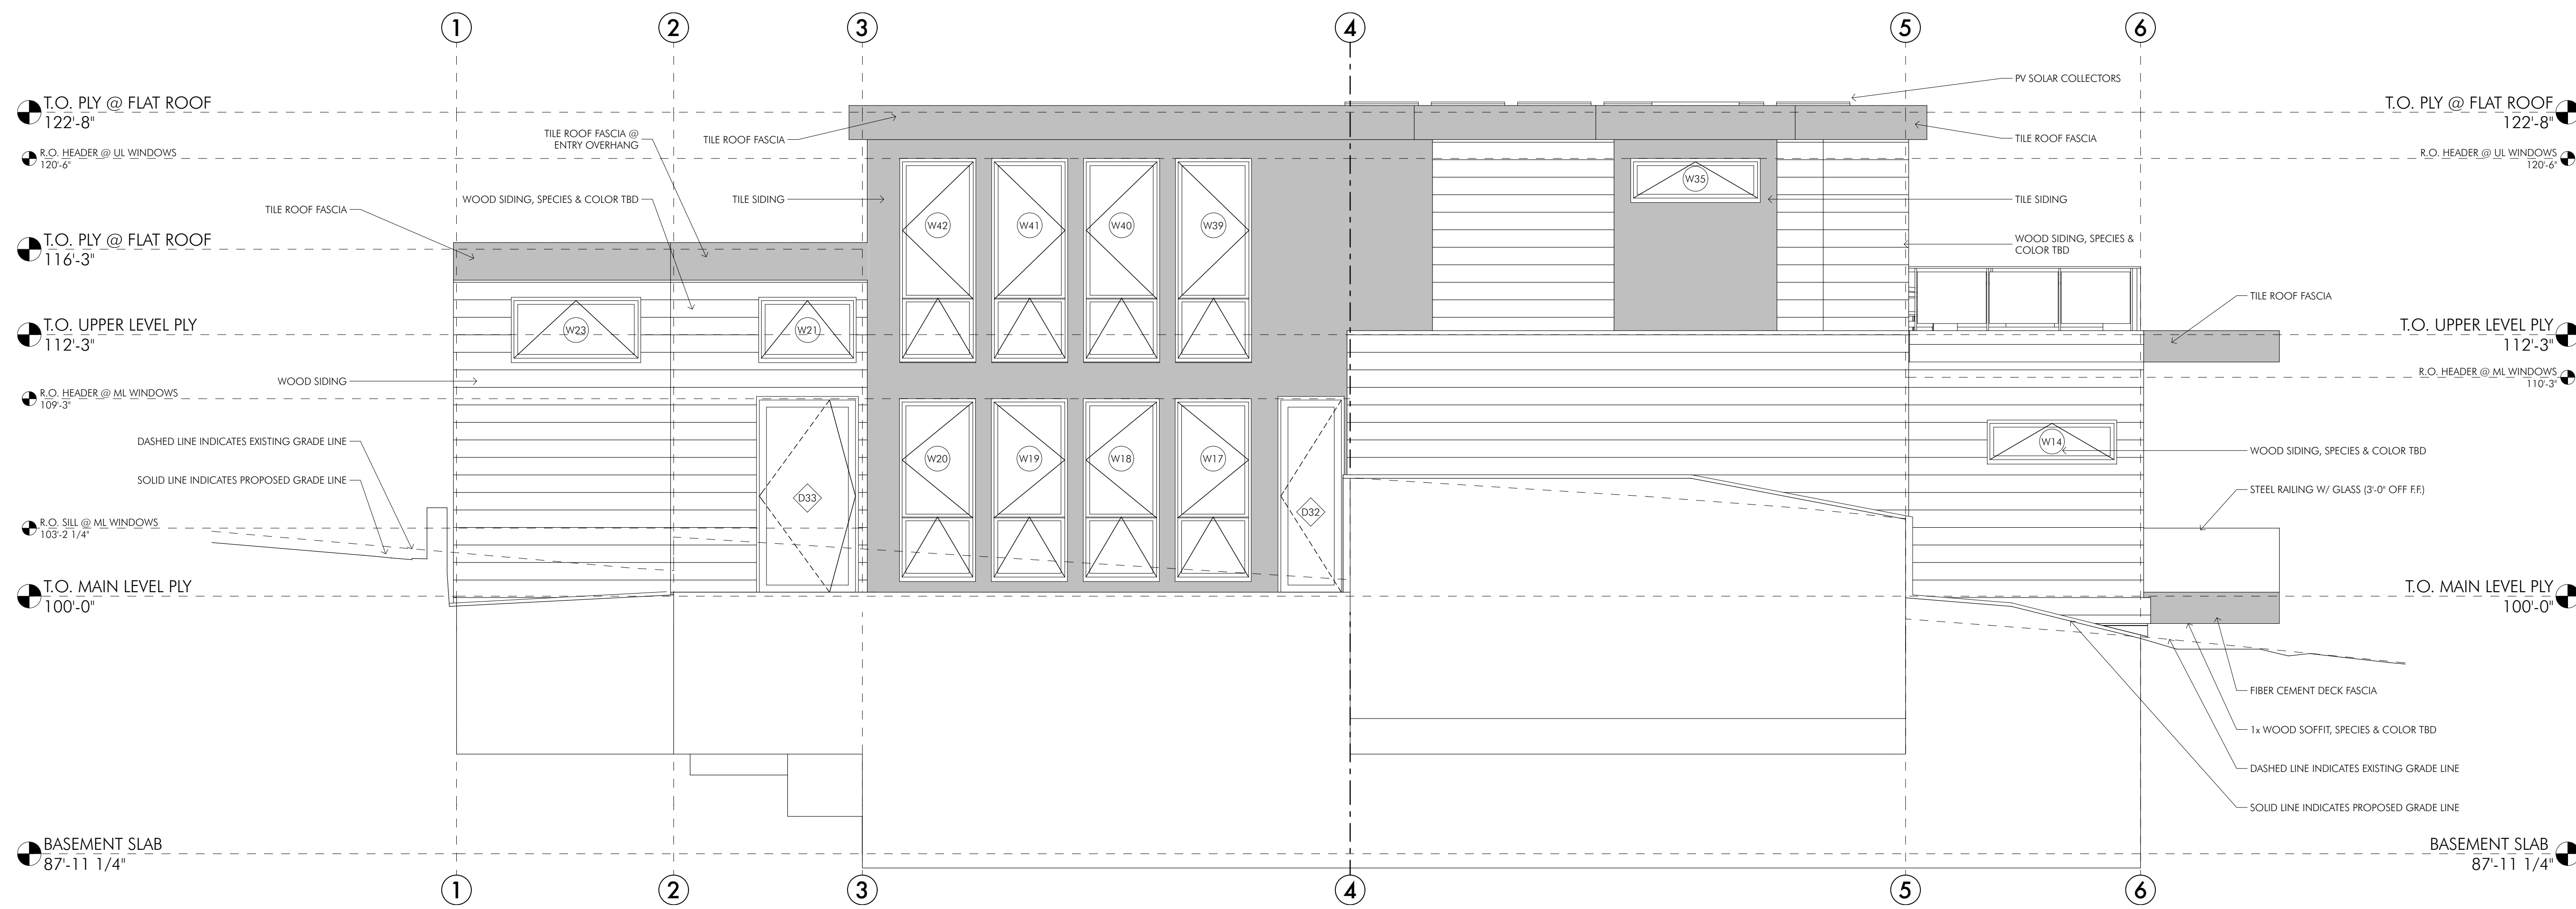 1 2 3 4 5 6
T.O. PLY @ FLAT ROOF
122'-8"
R.O. HEADER @ UL WINDOWS
120'-6"
T.O. PLY @ FLAT ROOF
116'-3"
T.O. UPPER LEVEL PLY
112'-3"
R.O. HEADER @ ML WINDOWS
109'-3"
R.O. SILL @ ML WINDOWS
103'-2 1/4"
T.O. MAIN LEVEL PLY
100'-0"
BASEMENT SLAB
87'-11 1/4"
TILE ROOF FASCIA
WOOD SIDING
DASHED LINE INDICATES EXISTING GRADE LINE
SOLID LINE INDICATES PROPOSED GRADE LINE
TILE ROOF FASCIA @
ENTRY OVERHANG
WOOD SIDING, SPECIES & COLOR TBD
TILE ROOF FASCIA
TILE SIDING
W42 W41 W40 W39
W35
W23 W21
W20 W19 W18 W17
W14
D33
D32
PV SOLAR COLLECTORS
TILE ROOF FASCIA
TILE SIDING
WOOD SIDING, SPECIES &
COLOR TBD
TILE ROOF FASCIA
WOOD SIDING, SPECIES & COLOR TBD
STEEL RAILING W/ GLASS (3'-0" OFF F.F.)
FIBER CEMENT DECK FASCIA
1x WOOD SOFFIT, SPECIES & COLOR TBD
DASHED LINE INDICATES EXISTING GRADE LINE
SOLID LINE INDICATES PROPOSED GRADE LINE
T.O. PLY @ FLAT ROOF
122'-8"
R.O. HEADER @ UL WINDOWS
120'-6"
T.O. UPPER LEVEL PLY
112'-3"
R.O. HEADER @ ML WINDOWS
110'-3"
T.O. MAIN LEVEL PLY
100'-0"
BASEMENT SLAB
87'-11 1/4"
1 2 3 4 5 6